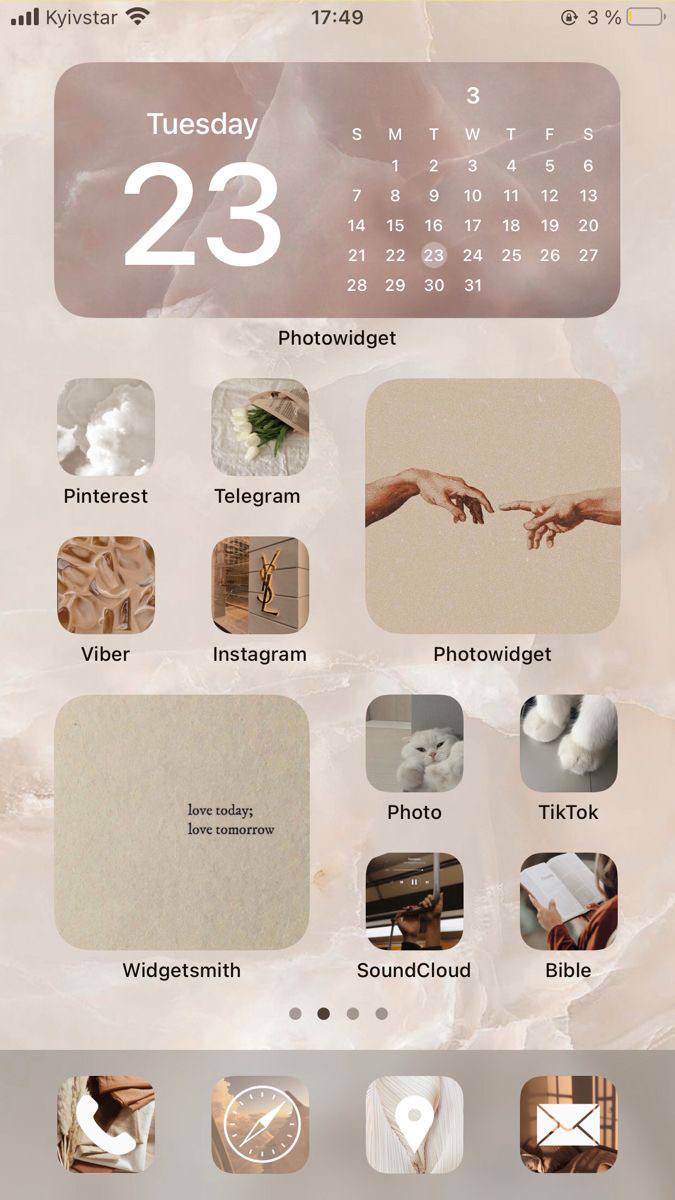 Kyivstar 17:49 3 %
Tuesday
23
3
S M T W T F S
1 2 3 4 5 6
7 8 9 10 11 12 13
14 15 16 17 18 19 20
21 22 23 24 25 26 27
28 29 30 31
Photowidget
Pinterest Telegram
YSL
Viber Instagram Photowidget
love today;
love tomorrow
Photo TikTok
Widgetsmith SoundCloud Bible